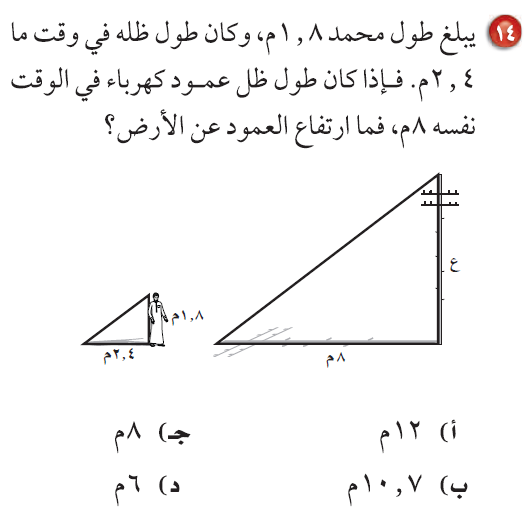 ١٤ يبلغ طول محمد ١,٨م، وكان طول ظله في وقت ما
٢,٤م. فإذا كان طول ظل عمود كهرباء في الوقت
نفسه ٨م، فما ارتفاع العمود عن الأرض؟
ع
١,٨م
٢,٤م
٨م
أ) ١٢م
جـ) ٨م
ب) ١٠,٧م
د) ٦م